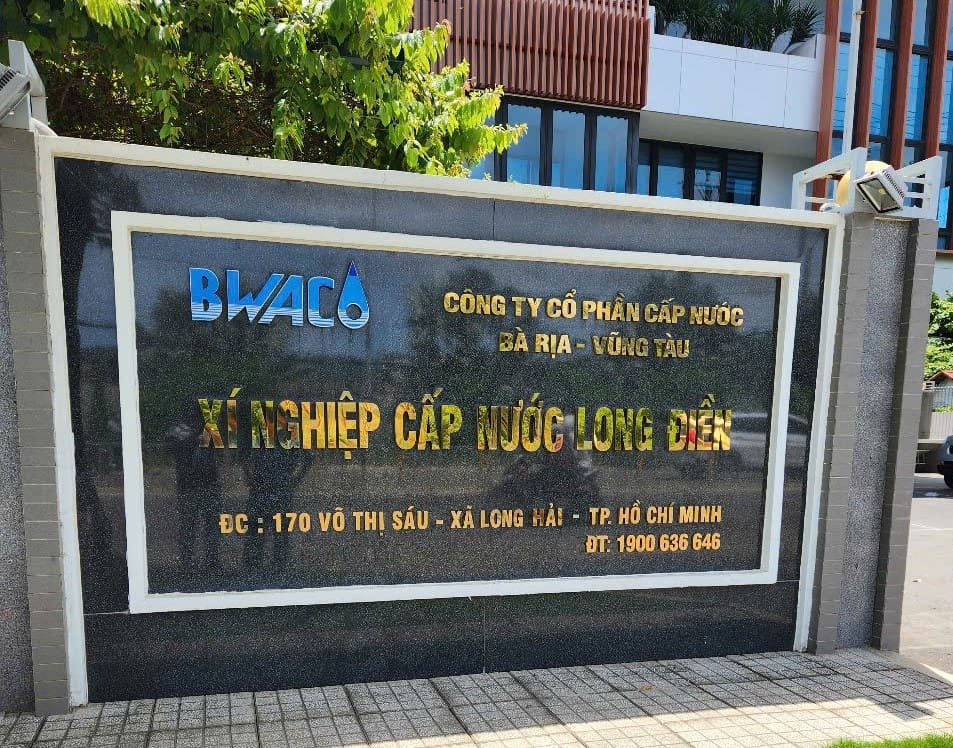 BWACO
CÔNG TY CỔ PHẦN CẤP NƯỚC
BÀ RỊA - VŨNG TÀU
XÍ NGHIỆP CẤP NƯỚC LONG ĐIỀN
ĐC : 170 VÕ THỊ SÁU - XÃ LONG HẢI - TP. HỒ CHÍ MINH
ĐT: 1900 636 646